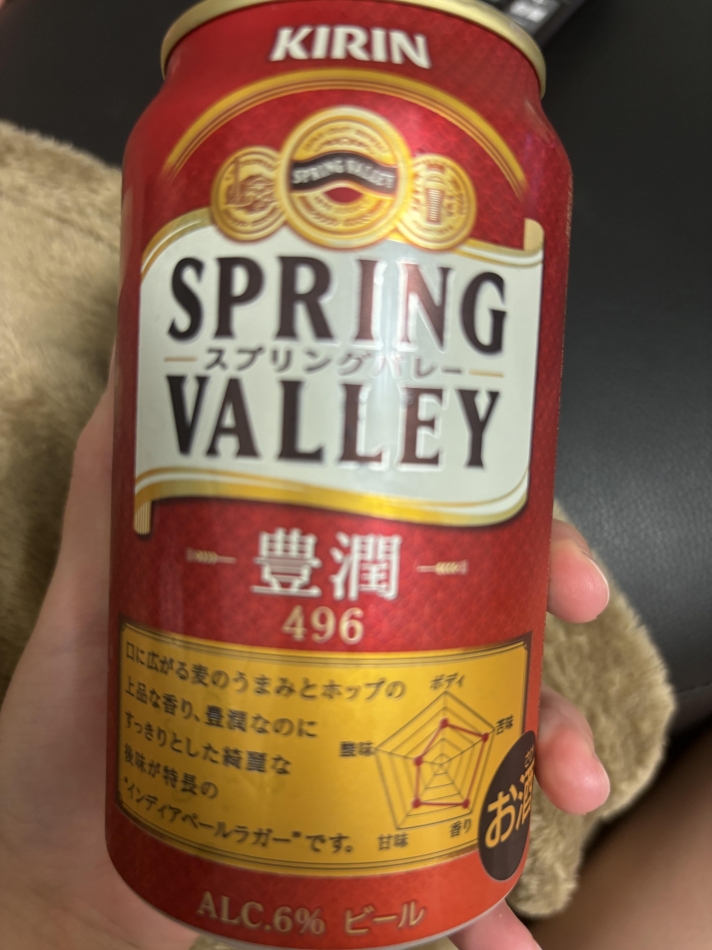 KIRIN
SPRING VALLEY
SPRING
スプリングバレー
VALLEY
豊潤
496
口に広がる麦のうまみとホップの
上品な香り、豊潤なのに
すっきりとした綺麗な
後味が特長の
"インディアペールラガー"です。
ボディ
苦味
香り
甘味
酸味
お酒
ALC.6% ビール